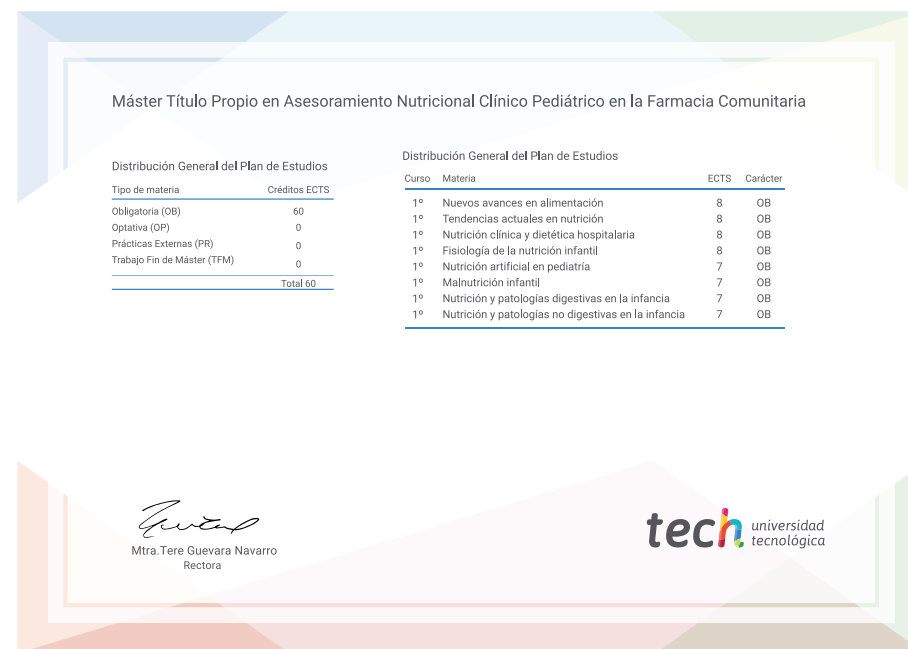 Máster Título Propio en Asesoramiento Nutricional Clínico Pediátrico en la Farmacia Comunitaria
Distribución General del Plan de Estudios
Tipo de materia Créditos ECTS
Obligatoria (OB) 60
Optativa (OP) 0
Prácticas Externas (PR) 0
Trabajo Fin de Máster (TFM) 0
Total 60
Distribución General del Plan de Estudios
Curso Materia ECTS Carácter
1º Nuevos avances en alimentación 8 OB
1º Tendencias actuales en nutrición 8 OB
1º Nutrición clínica y dietética hospitalaria 8 OB
1º Fisiología de la nutrición infantil 8 OB
1º Nutrición artificial en pediatría 7 OB
1º Malnutrición infantil 7 OB
1º Nutrición y patologías digestivas en la infancia 7 OB
1º Nutrición y patologías no digestivas en la infancia 7 OB
Mtra.Tere Guevara Navarro
Rectora
tech universidad
tecnológica